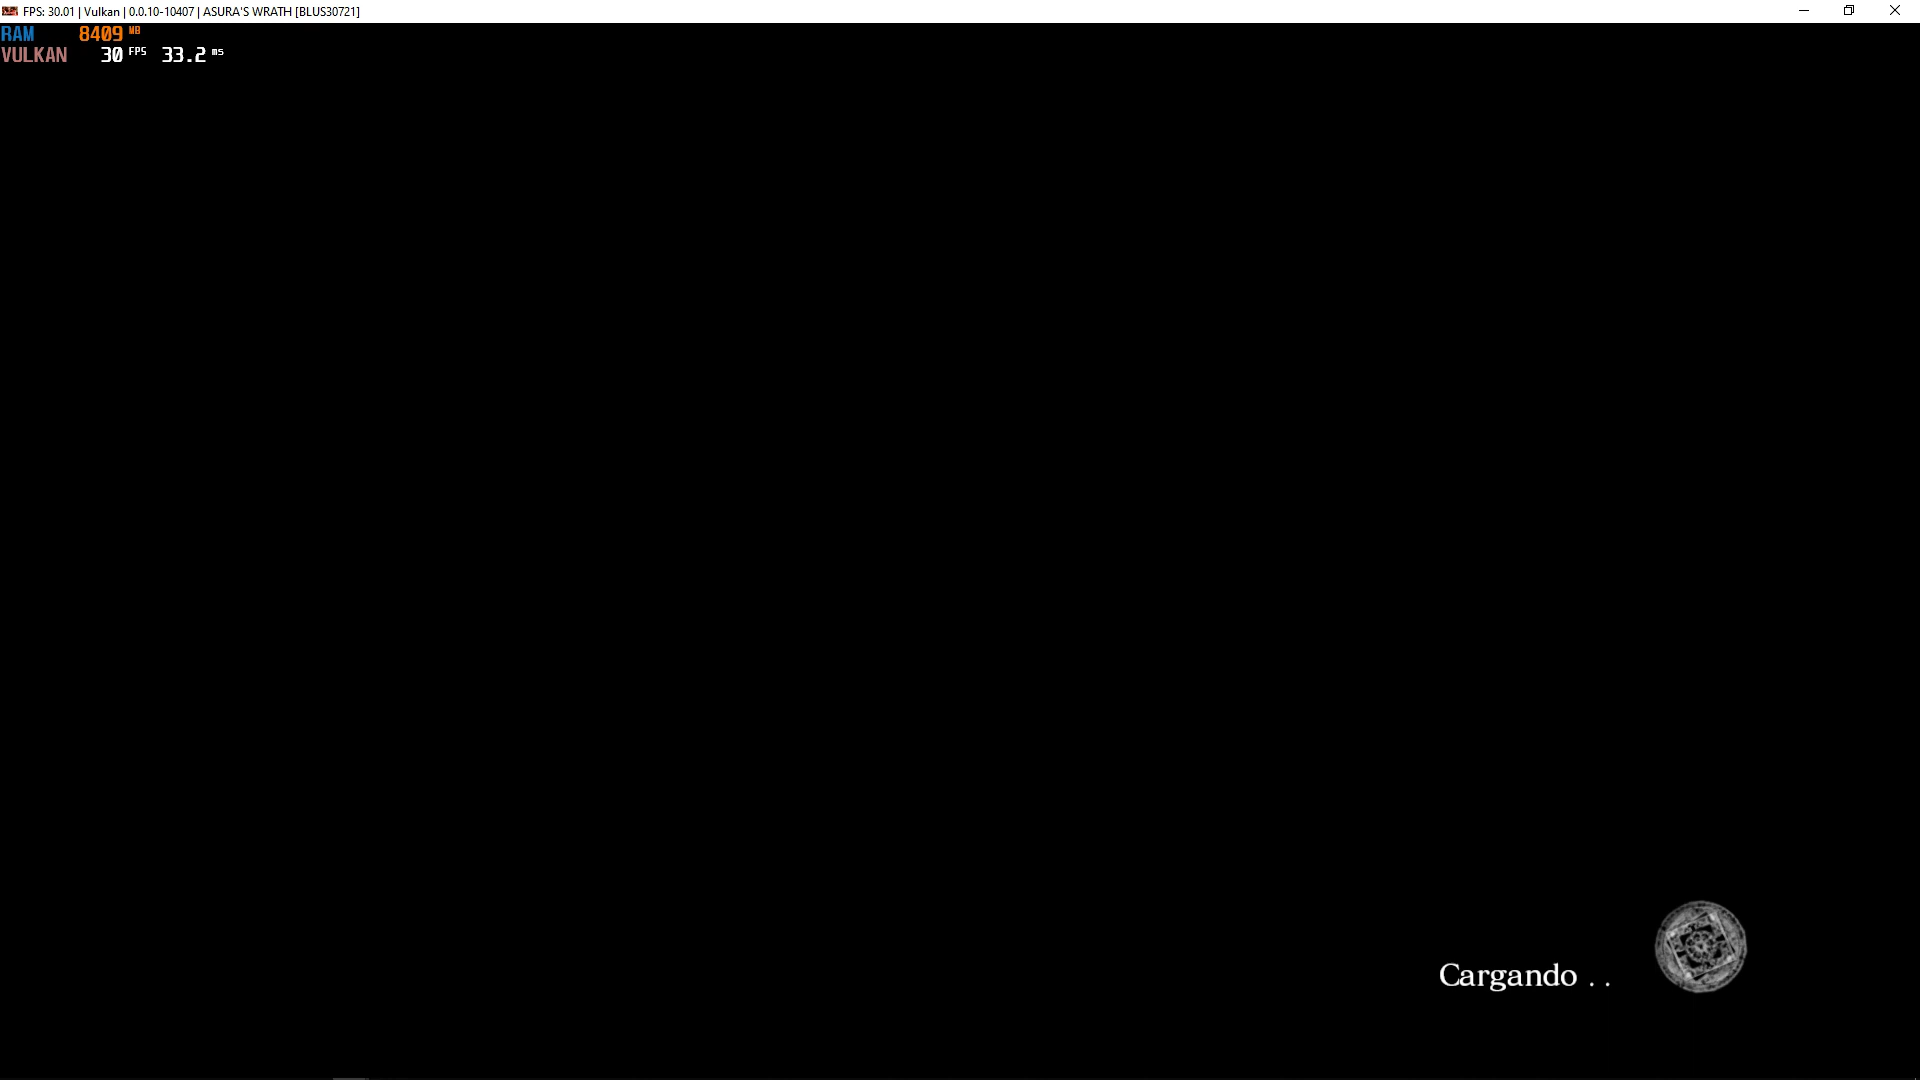 FPS: 30.01 | Vulkan | 0.0.10-10407 | ASURA'S WRATH [BLUS30721]
RAM 8409 MB
VULKAN 30 FPS 33.2 ms
Cargando . .